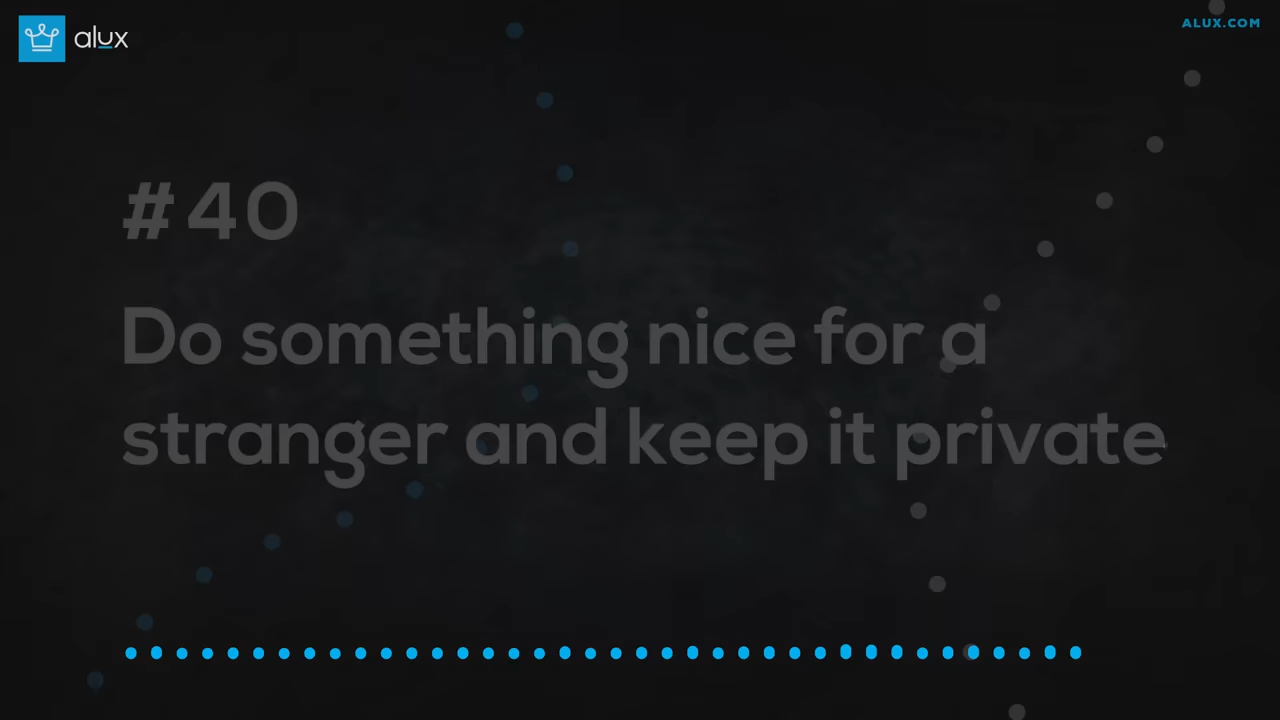 alux
ALUX.COM
#40
Do something nice for a
stranger and keep it private